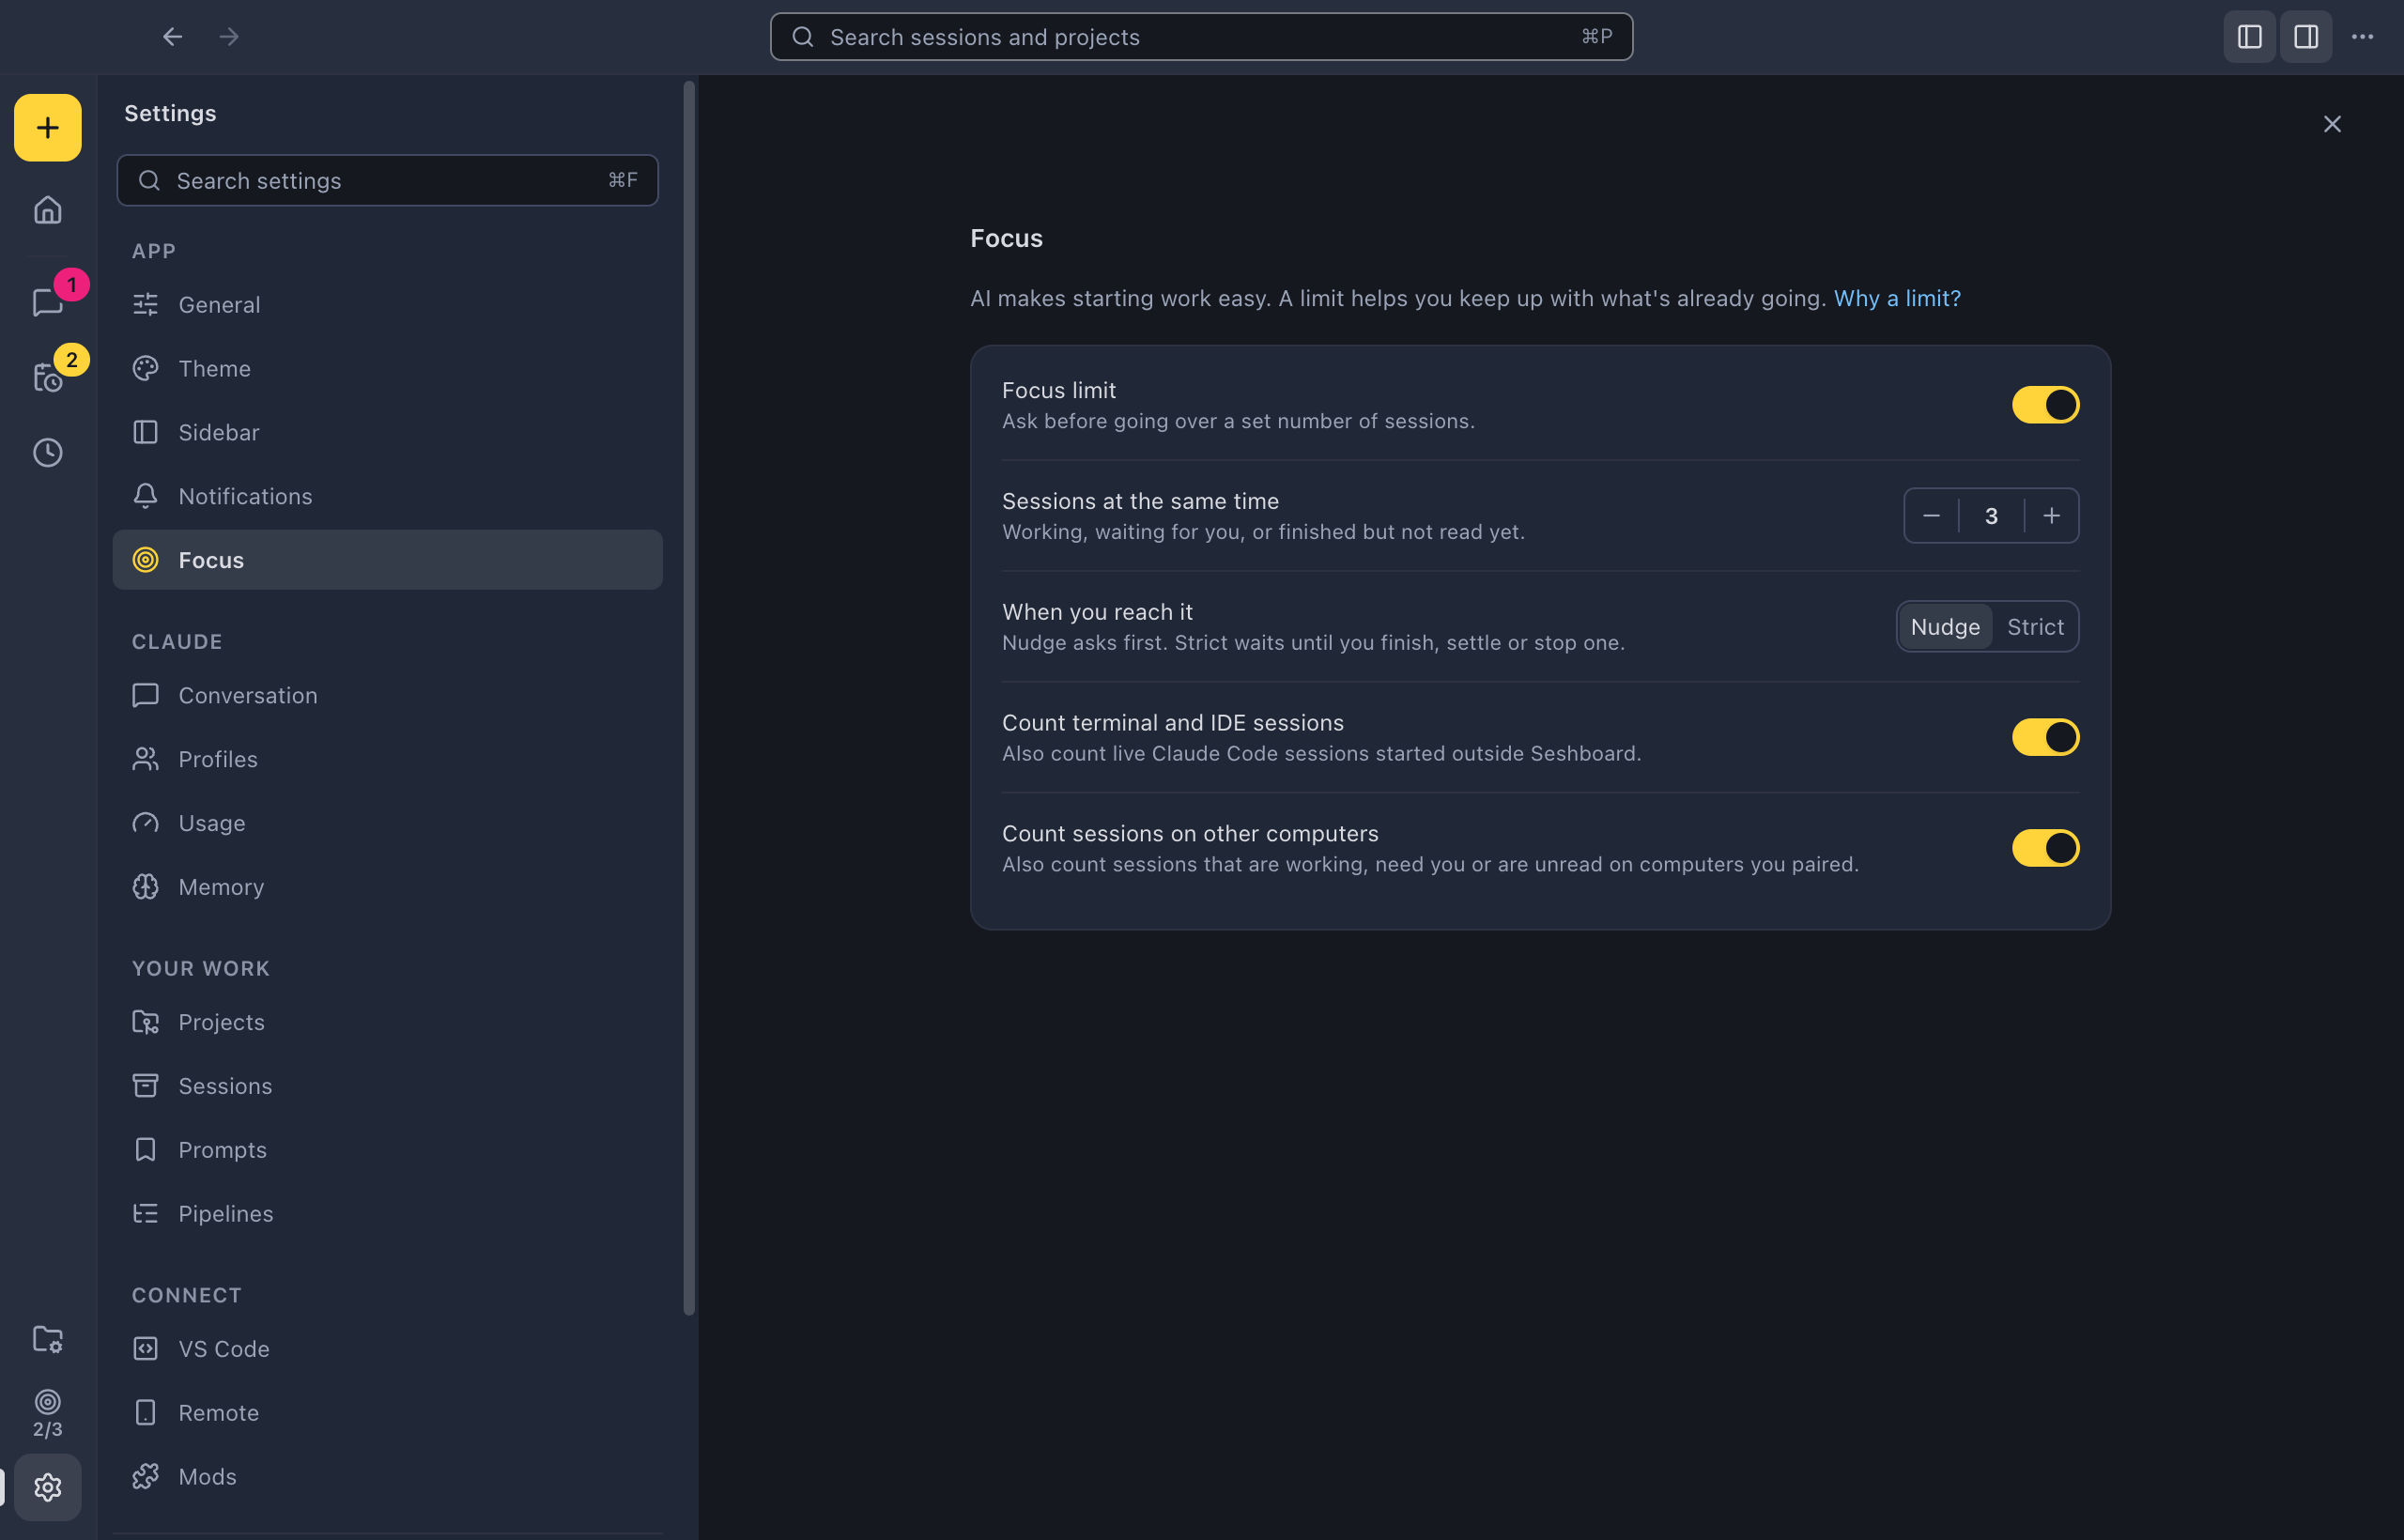 Search sessions and projects ⌘P
Settings
Search settings ⌘F
APP
General
Theme
Sidebar
Notifications
Focus
CLAUDE
Conversation
Profiles
Usage
Memory
YOUR WORK
Projects
Sessions
Prompts
Pipelines
CONNECT
VS Code
Remote
Mods
1
2
2/3
Focus
AI makes starting work easy. A limit helps you keep up with what's already going. Why a limit?
Focus limit
Ask before going over a set number of sessions.
Sessions at the same time
Working, waiting for you, or finished but not read yet.
3
When you reach it
Nudge asks first. Strict waits until you finish, settle or stop one.
Nudge Strict
Count terminal and IDE sessions
Also count live Claude Code sessions started outside Seshboard.
Count sessions on other computers
Also count sessions that are working, need you or are unread on computers you paired.